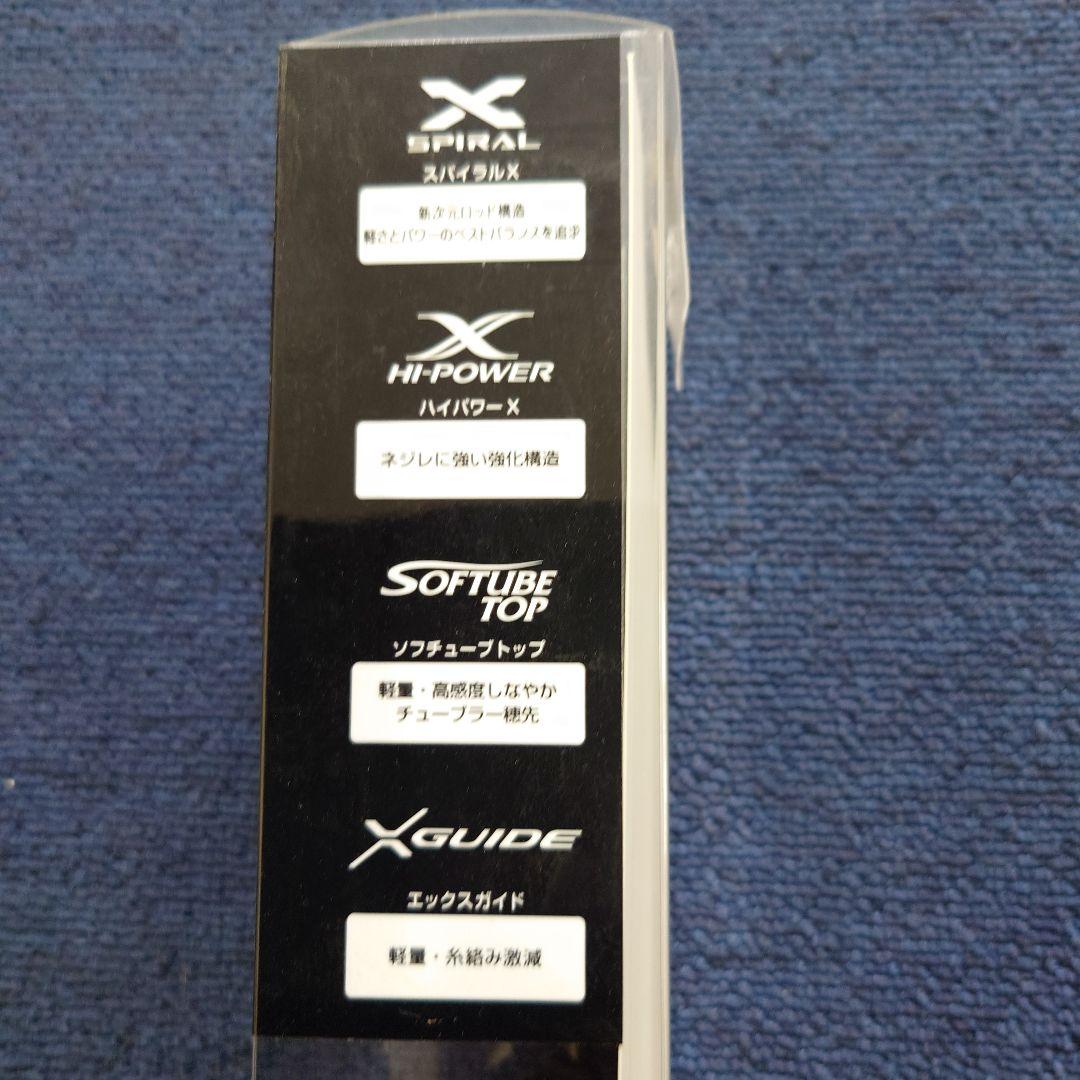 X
SPIRAL
スパイラルX
新次元ロッド構造
軽さとパワーのベストバランスを追求
X
HI-POWER
ハイパワーX
ネジレに強い強化構造
SOFTUBE
TOP
ソフチューブトップ
軽量・高感度しなやか
チューブラー穂先
XGUIDE
エックスガイド
軽量・糸絡み激減